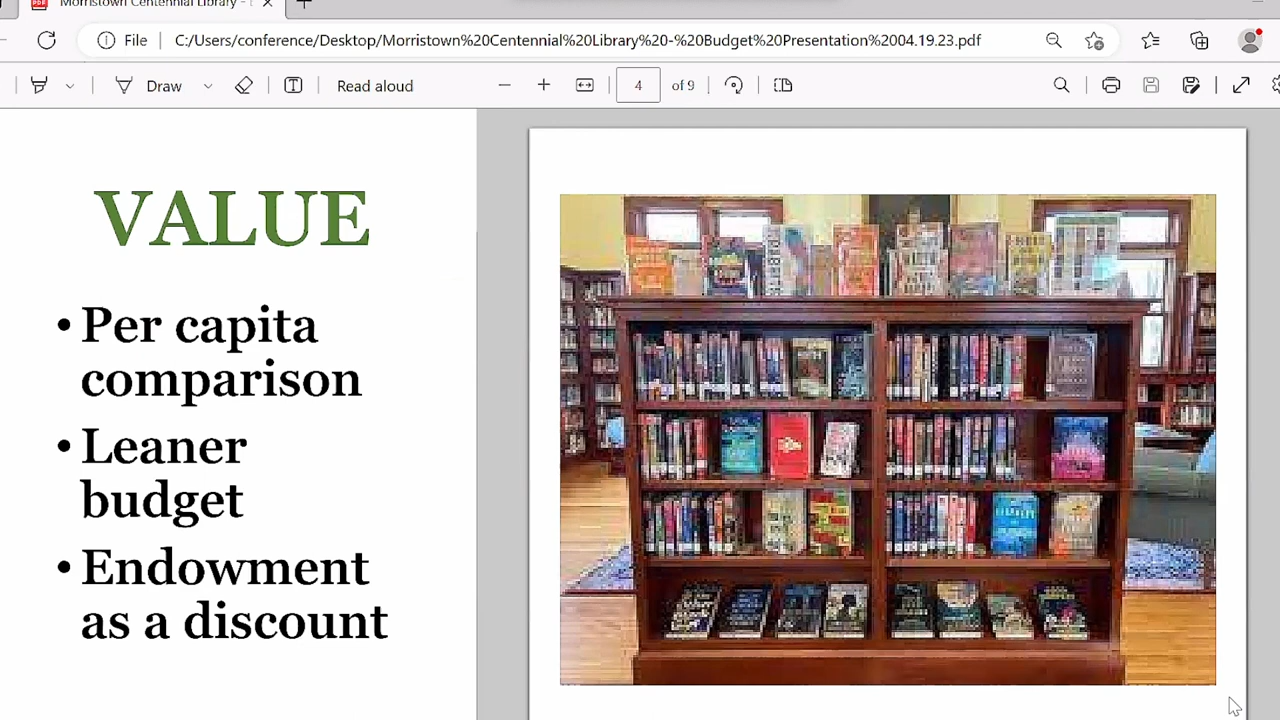 Morristown Centennial Library -
File
C:/Users/conference/Desktop/Morristown%20Centennial%20Library%20-%20Budget%20Presentation%2004.19.23.pdf
Draw
Read aloud
4 of 9
VALUE
• Per capita
comparison
• Leaner
budget
• Endowment
as a discount